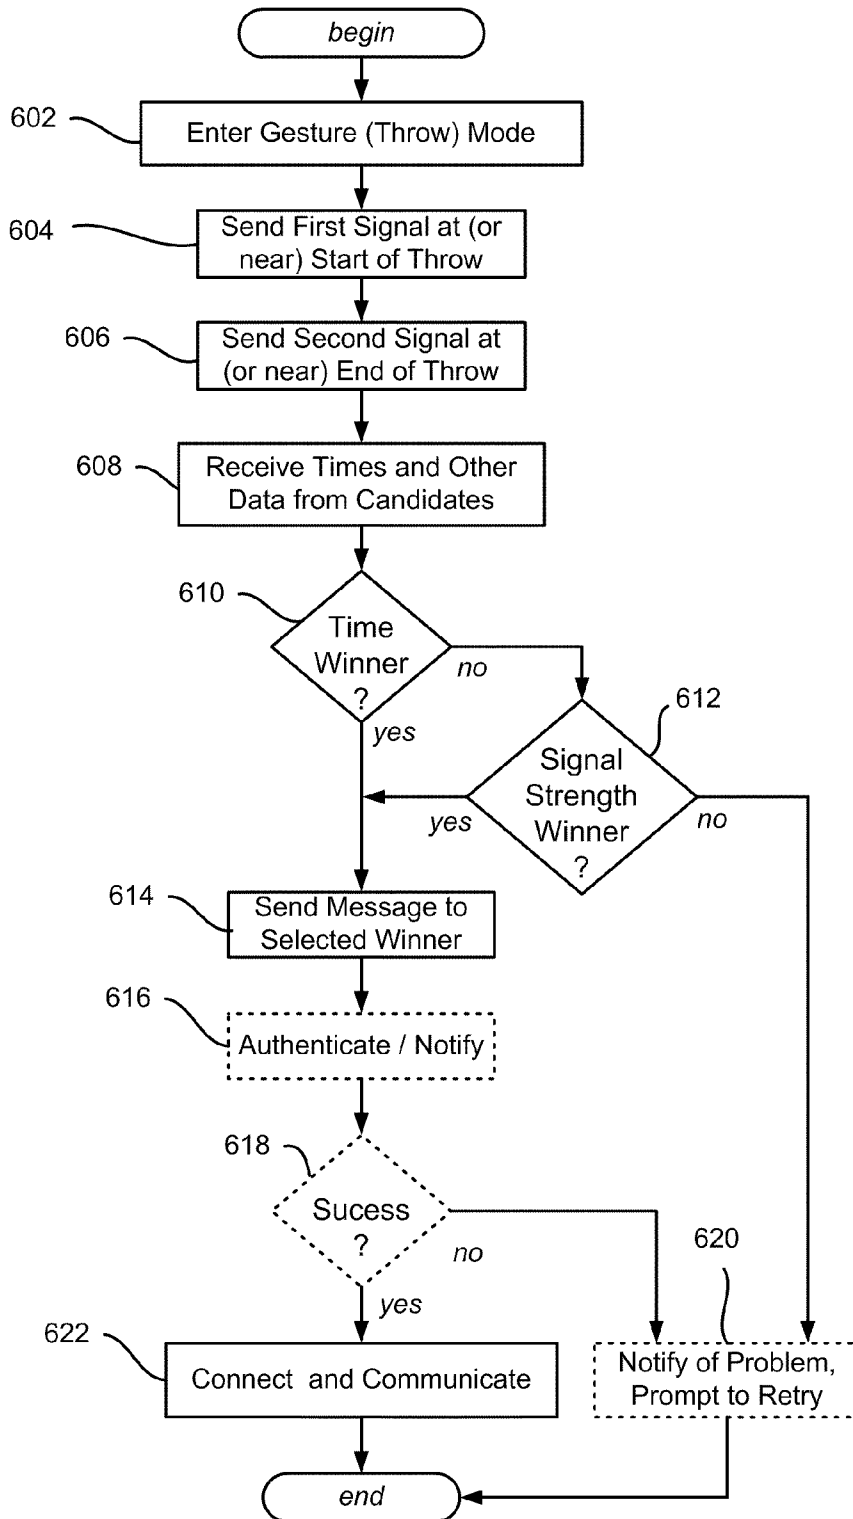 begin
602
Enter Gesture (Throw) Mode
604
Send First Signal at (or
near) Start of Throw
606
Send Second Signal at
(or near) End of Throw
608
Receive Times and Other
Data from Candidates
610
Time
Winner
?
no
yes
612
Signal
Strength
Winner
?
yes
no
614
Send Message to
Selected Winner
616
Authenticate / Notify
618
Sucess
?
no
yes
620
Notify of Problem,
Prompt to Retry
622
Connect and Communicate
end